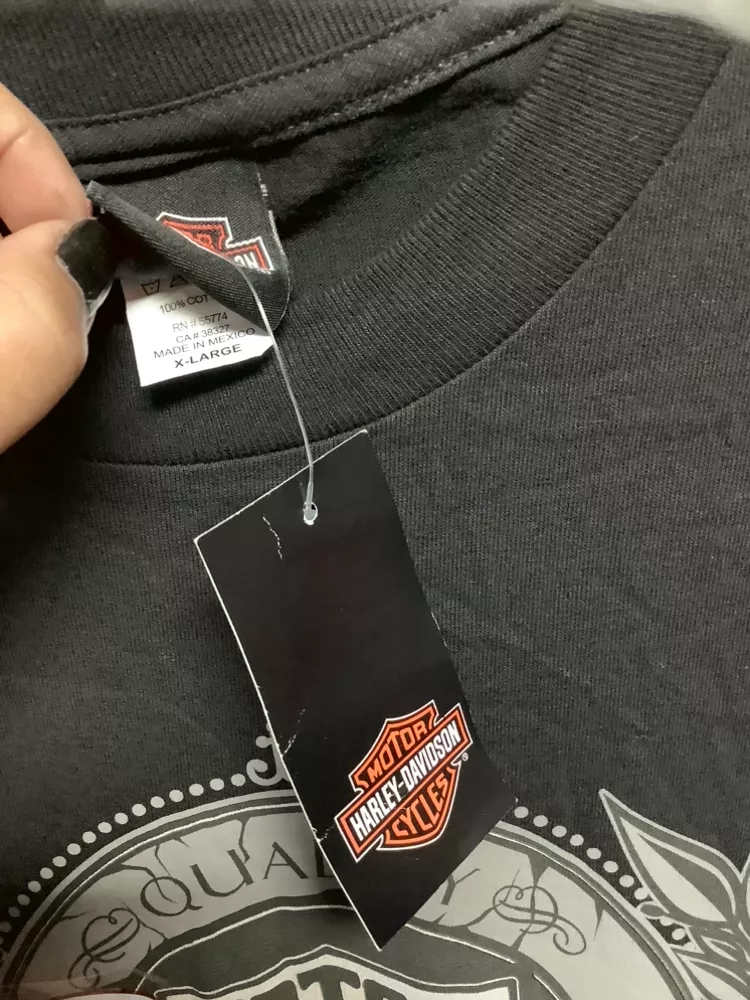 100% COT
RN # 55774
CA # 38327
MADE IN MEXICO
X-LARGE
MOTOR
HARLEY-DAVIDSON
®
CYCLES
QUAL Y